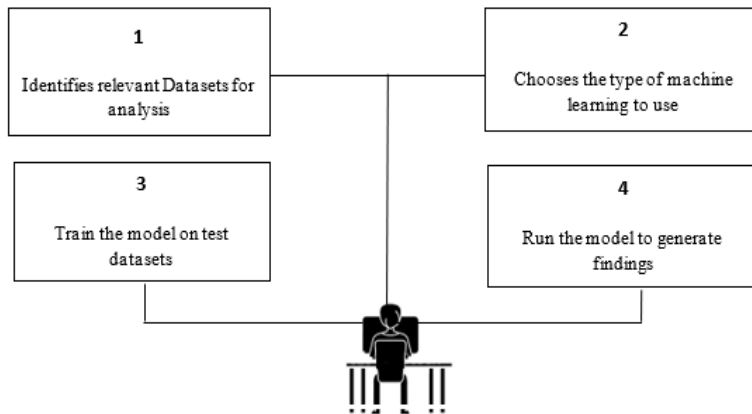 1
Identifies relevant Datasets for
analysis
2
Chooses the type of machine
learning to use
3
Train the model on test
datasets
4
Run the model to generate
findings